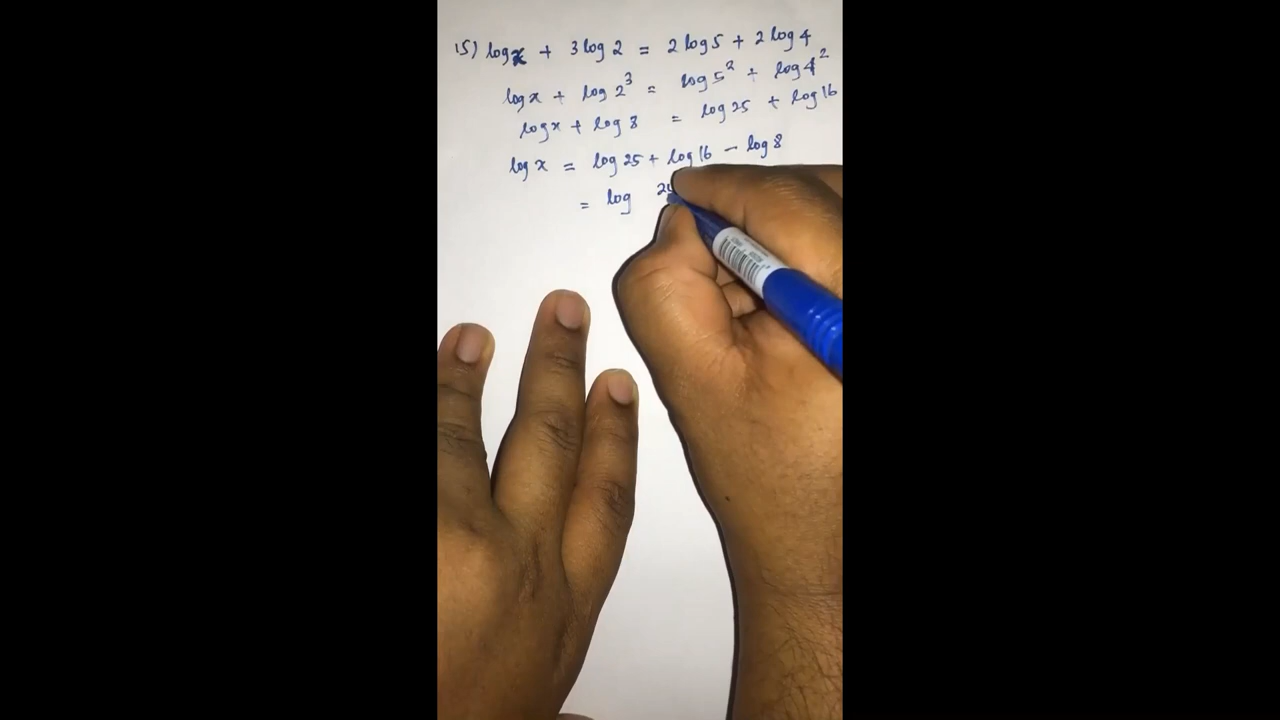 15) log x + 3 log 2 = 2 log 5 + 2 log 4
log x + log 2³ = log 5² + log 4²
log x + log 8 = log 25 + log 16
log x = log 25 + log 16 - log 8
= log